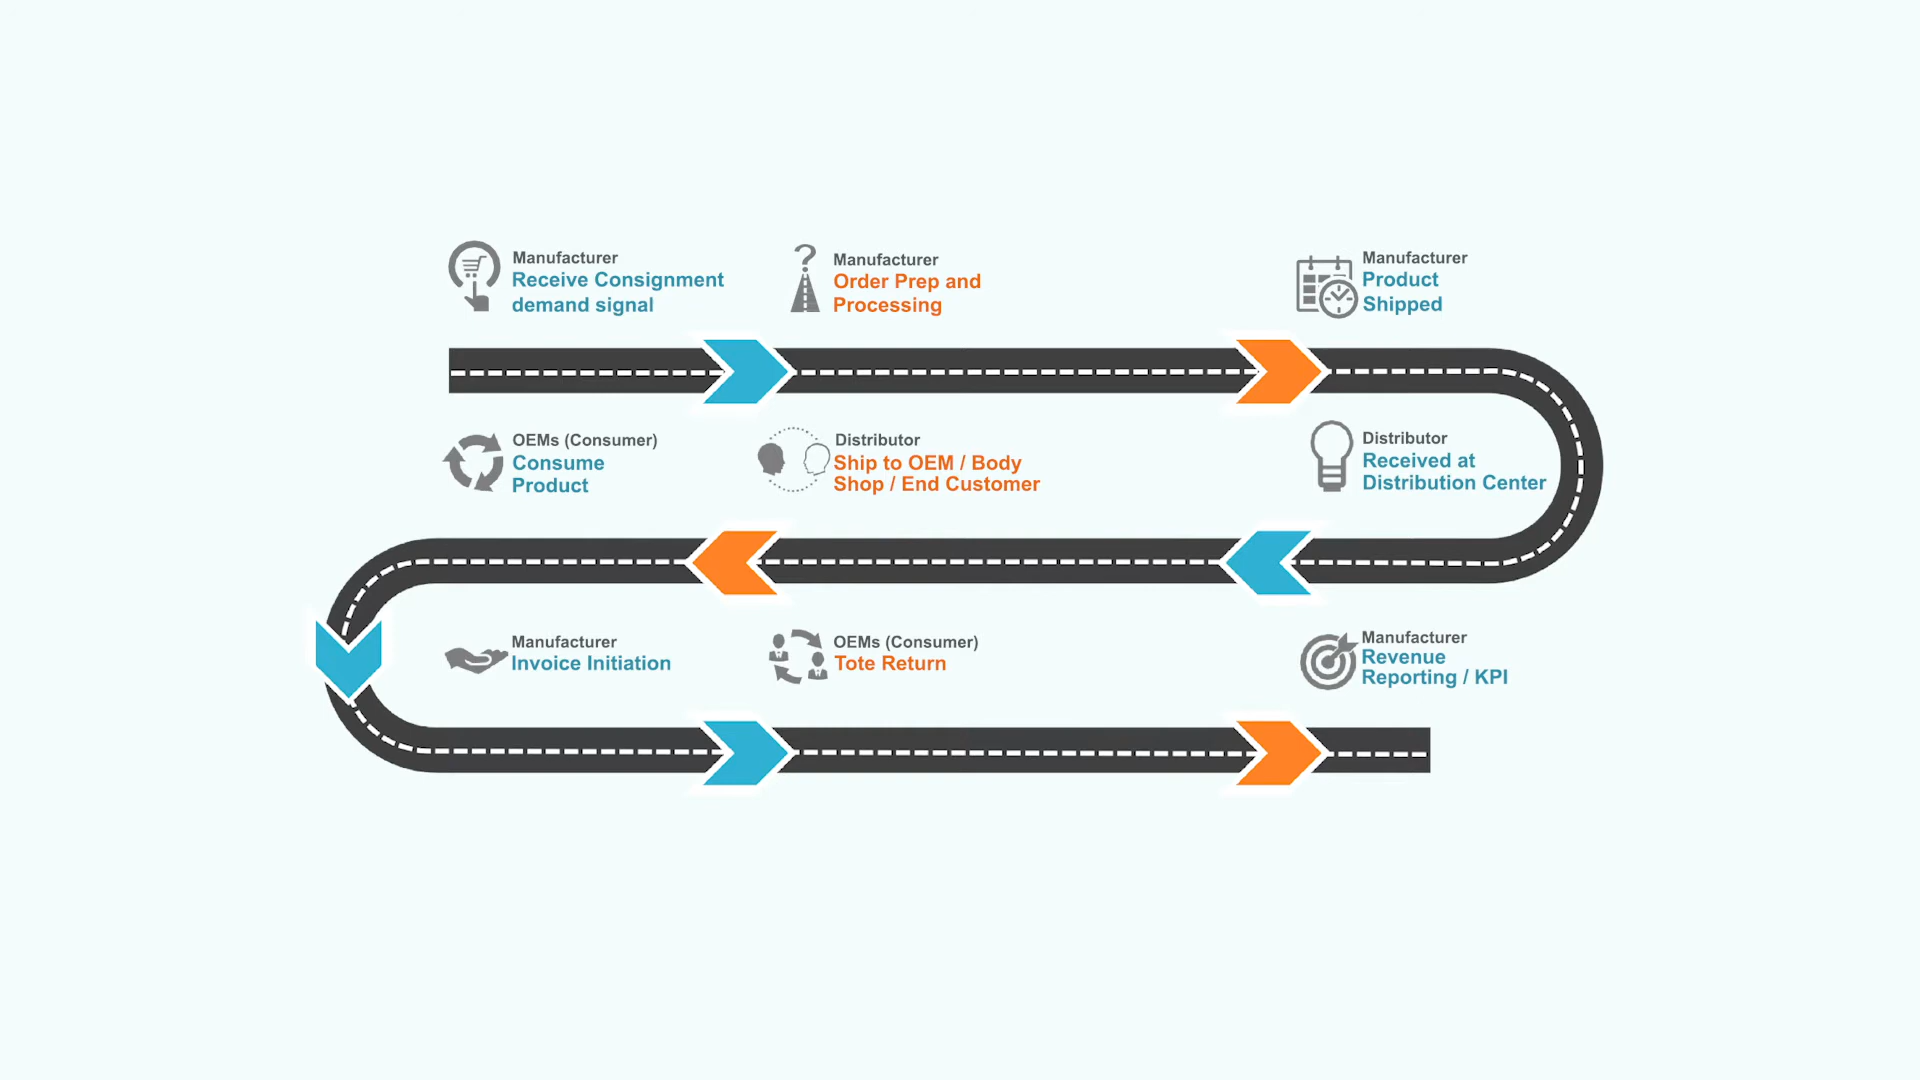 Manufacturer
Receive Consignment
demand signal
Manufacturer
Order Prep and
Processing
Manufacturer
Product
Shipped
OEMs (Consumer)
Consume
Product
Distributor
Ship to OEM / Body
Shop / End Customer
Distributor
Received at
Distribution Center
Manufacturer
Invoice Initiation
OEMs (Consumer)
Tote Return
Manufacturer
Revenue
Reporting / KPI